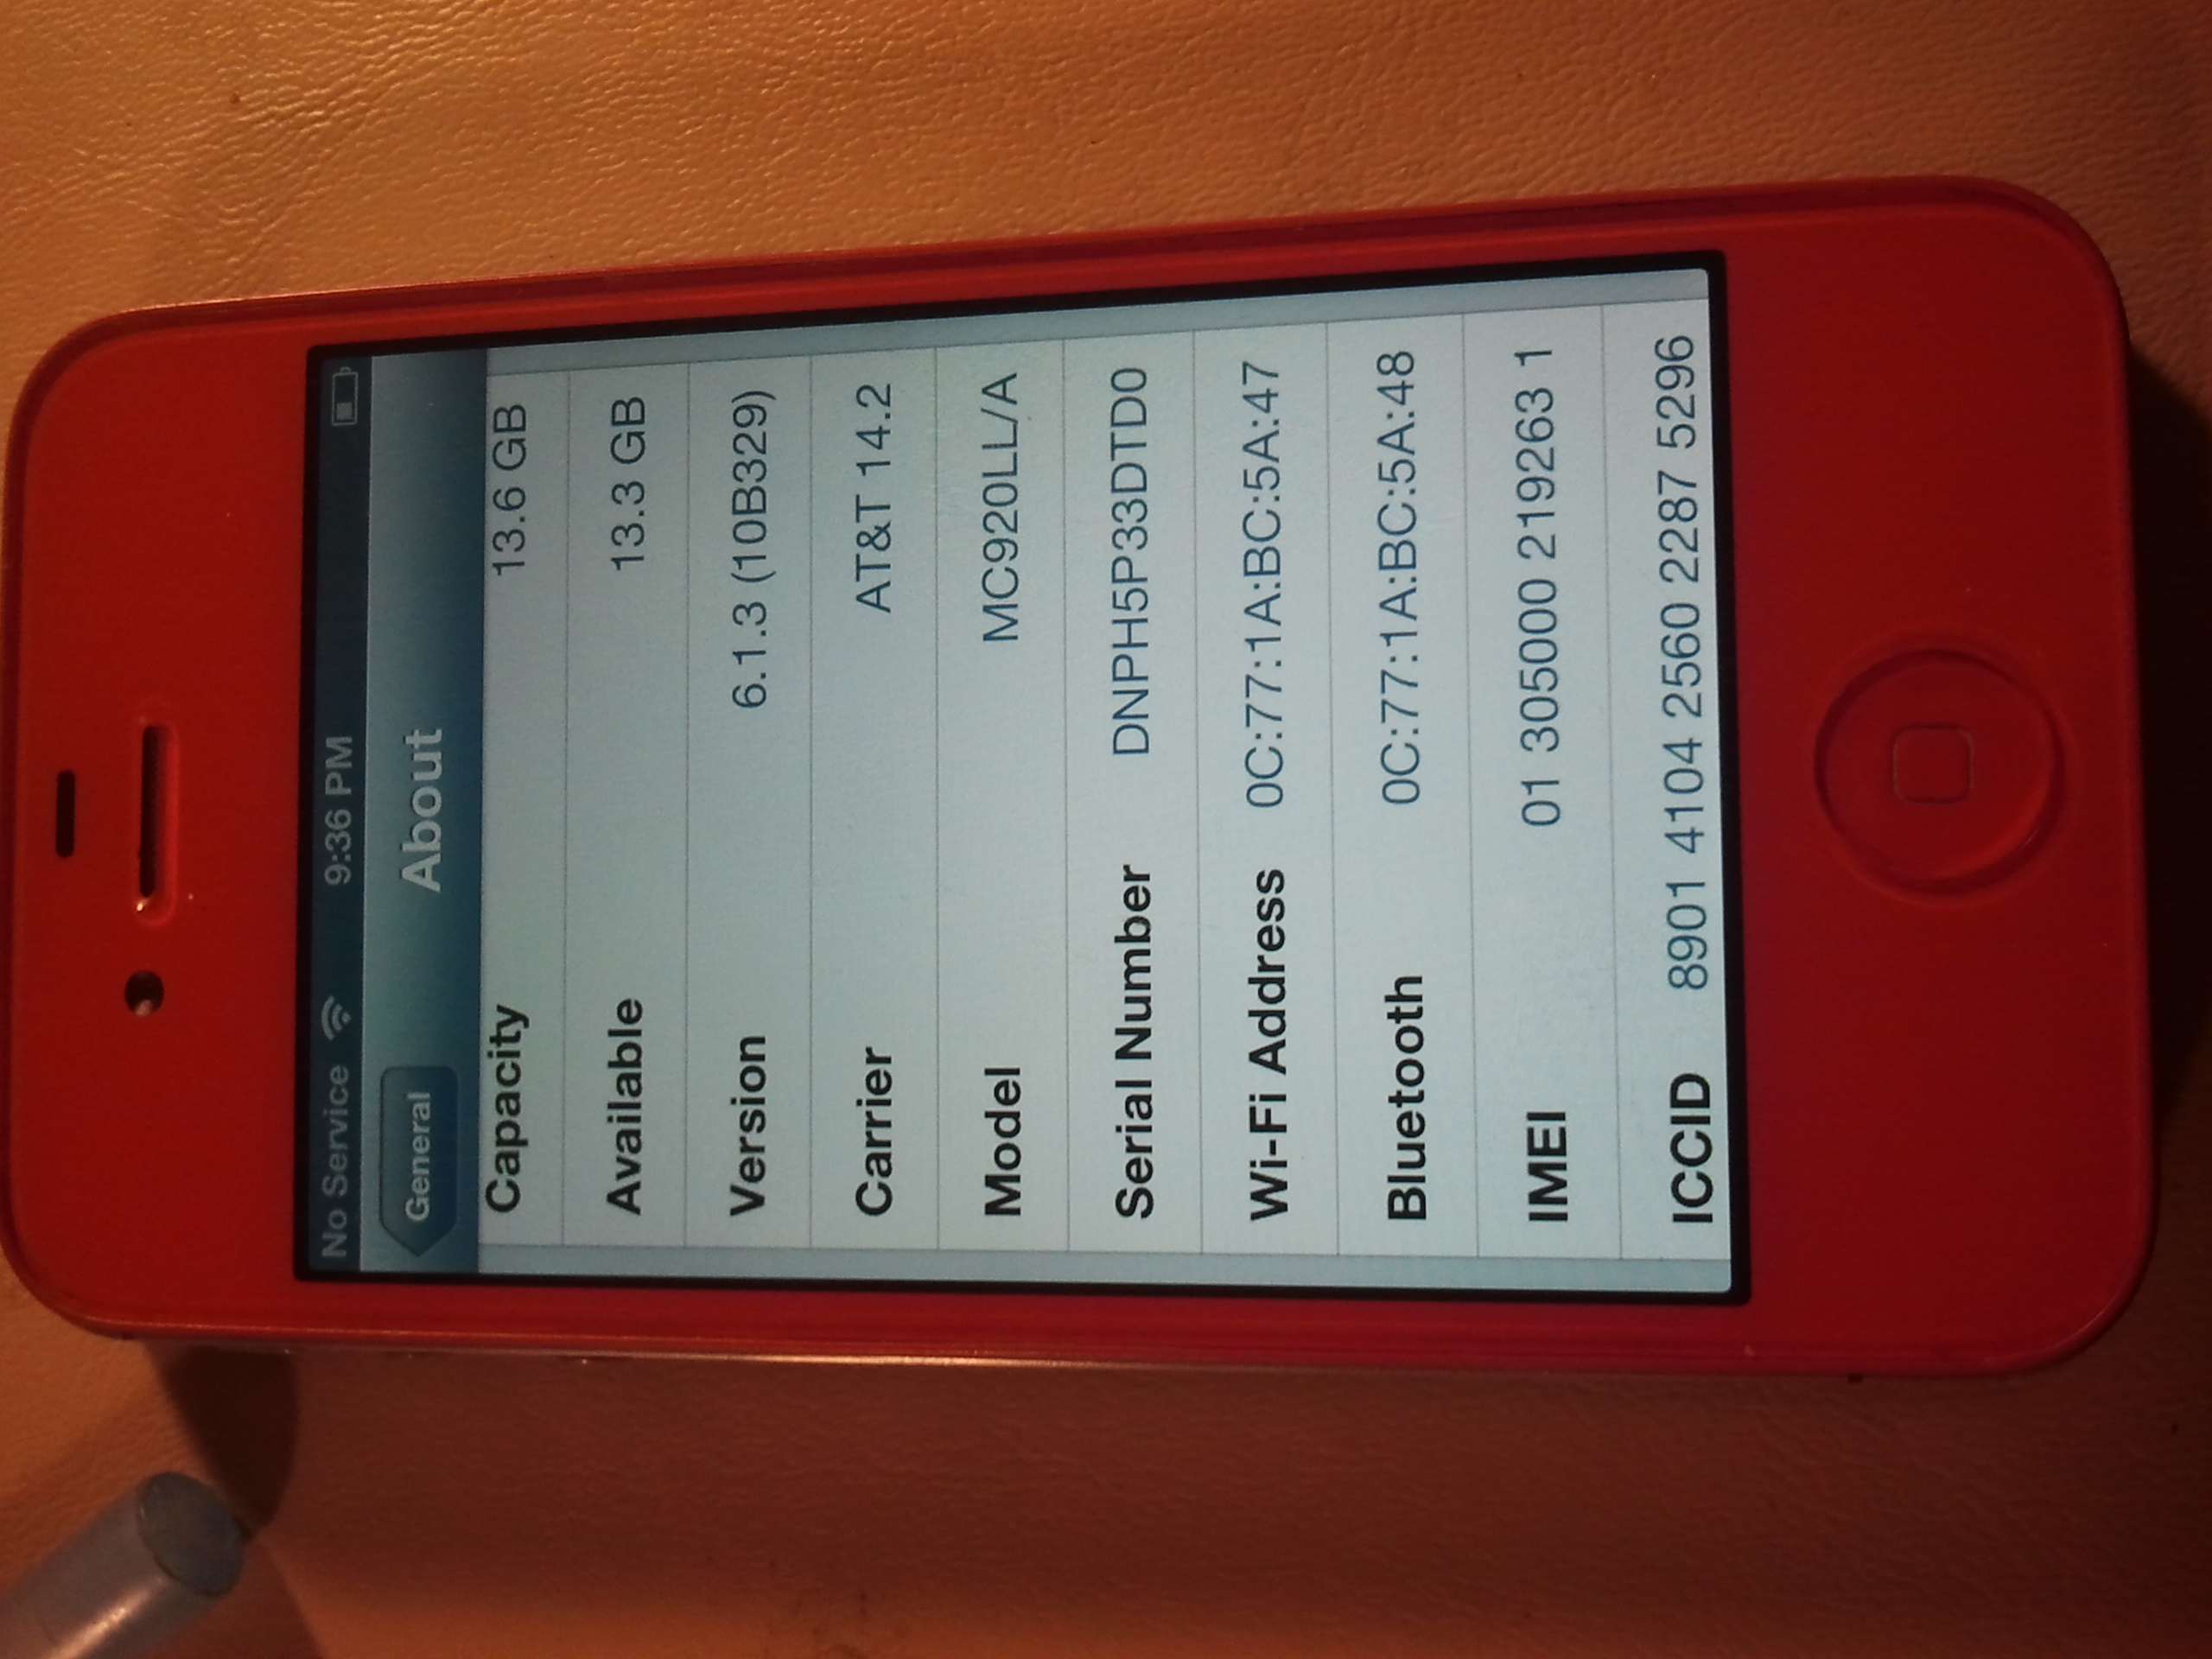 No Service 9:36 PM
General About
Capacity 13.6 GB
Available 13.3 GB
Version 6.1.3 (10B329)
Carrier AT&T 14.2
Model MC920LL/A
Serial Number DNPH5P33DTD0
Wi-Fi Address 0C:77:1A:BC:5A:47
Bluetooth 0C:77:1A:BC:5A:48
IMEI 01 305000 219263 1
ICCID 8901 4104 2560 2287 5296